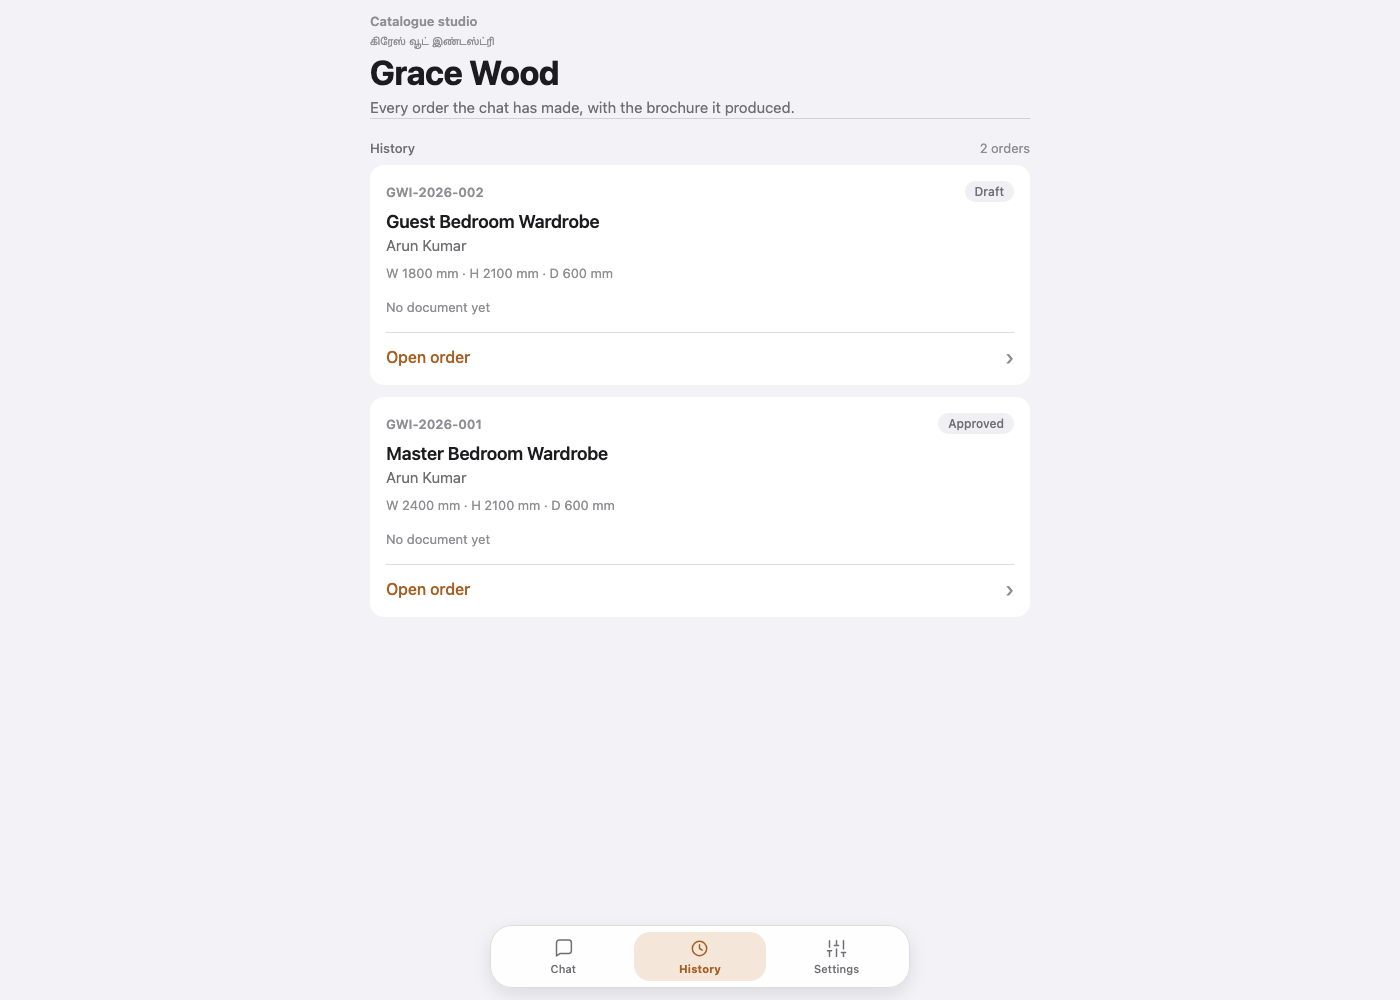 Catalogue studio
கிரேஸ் வூட் இண்டஸ்ட்ரி
Grace Wood
Every order the chat has made, with the brochure it produced.
History
2 orders
GWI-2026-002
Draft
Guest Bedroom Wardrobe
Arun Kumar
W 1800 mm · H 2100 mm · D 600 mm
No document yet
Open order
GWI-2026-001
Approved
Master Bedroom Wardrobe
Arun Kumar
W 2400 mm · H 2100 mm · D 600 mm
No document yet
Open order
Chat
History
Settings